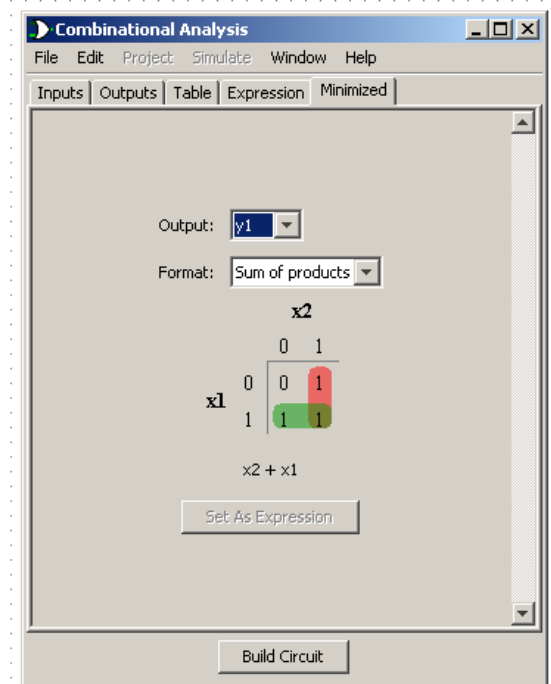 Combinational Analysis
File Edit Project Simulate Window Help
Inputs Outputs Table Expression Minimized
Output: y1
Format: Sum of products
x2
0 1
x1 0 0 1
1 1 1
x2 + x1
Set As Expression
Build Circuit